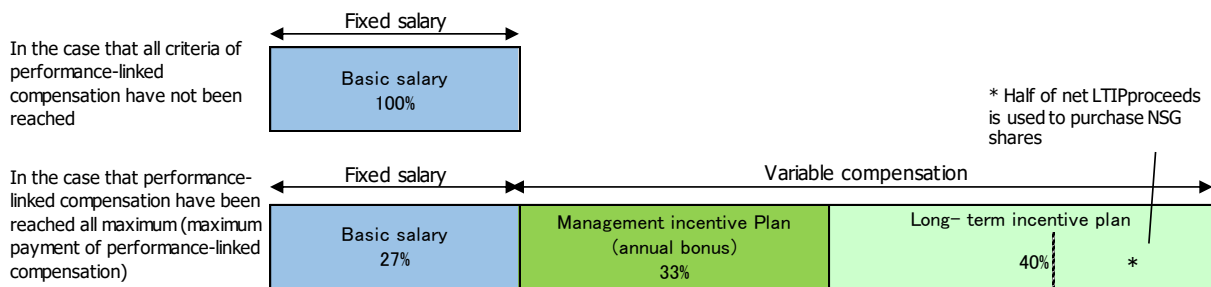 Fixed salary
In the case that all criteria of
performance-linked
compensation have not been
reached
Basic salary
100%
* Half of net LTIPproceeds
is used to purchase NSG
shares
In the case that performance-
linked compensation have been
reached all maximum (maximum
payment of performance-linked
compensation)
Fixed salary
Variable compensation
Basic salary
27%
Management incentive Plan
(annual bonus)
33%
Long- term incentive plan
40%
*